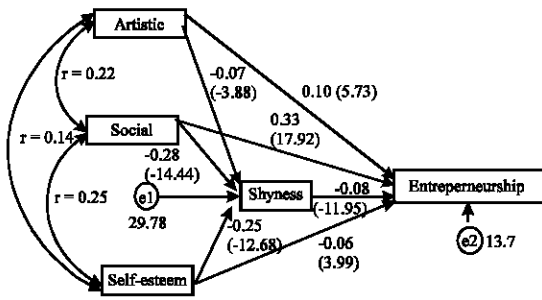 Artistic
r = 0.22
-0.07
(-3.88)
0.10 (5.73)
0.33
(17.92)
Social
r = 0.14
-0.28
(-14.44)
Shyness
-0.08
(-11.95)
Entreperneurship
r = 0.25
e1
29.78
-0.25
(-12.68)
-0.06
(3.99)
e2 13.7
Self-esteem